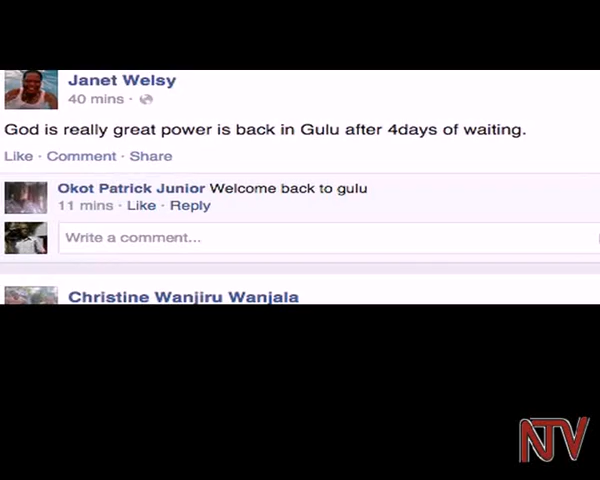 Janet Welsy
40 mins ·
God is really great power is back in Gulu after 4days of waiting.
Like · Comment · Share
Okot Patrick Junior Welcome back to gulu
11 mins · Like · Reply
Write a comment...
Christine Wanjiru Wanjala
NTV